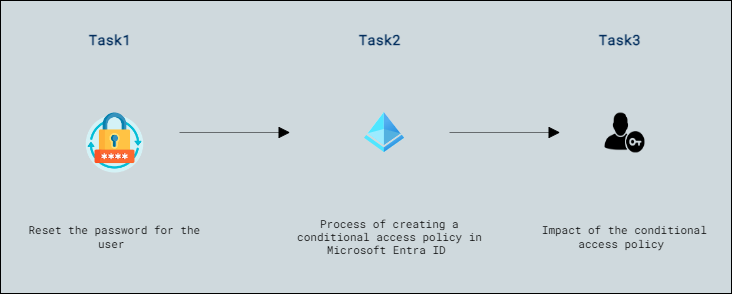 Task1
Task2
Task3
****
Reset the password for the
user
Process of creating a
conditional access policy in
Microsoft Entra ID
Impact of the conditional
access policy